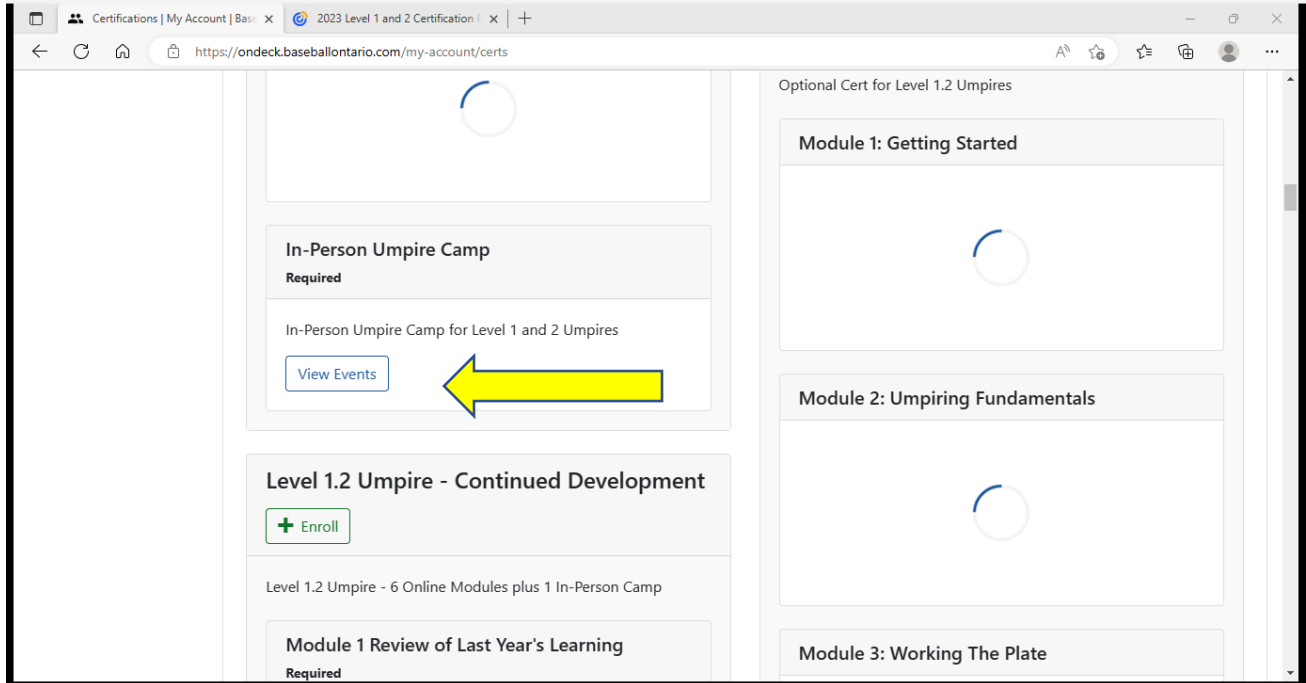 Certifications | My Account | Base
2023 Level 1 and 2 Certification
https://ondeck.baseballontario.com/my-account/certs
In-Person Umpire Camp
Required
In-Person Umpire Camp for Level 1 and 2 Umpires
View Events
Level 1.2 Umpire - Continued Development
+ Enroll
Level 1.2 Umpire - 6 Online Modules plus 1 In-Person Camp
Module 1 Review of Last Year's Learning
Required
Optional Cert for Level 1.2 Umpires
Module 1: Getting Started
Module 2: Umpiring Fundamentals
Module 3: Working The Plate